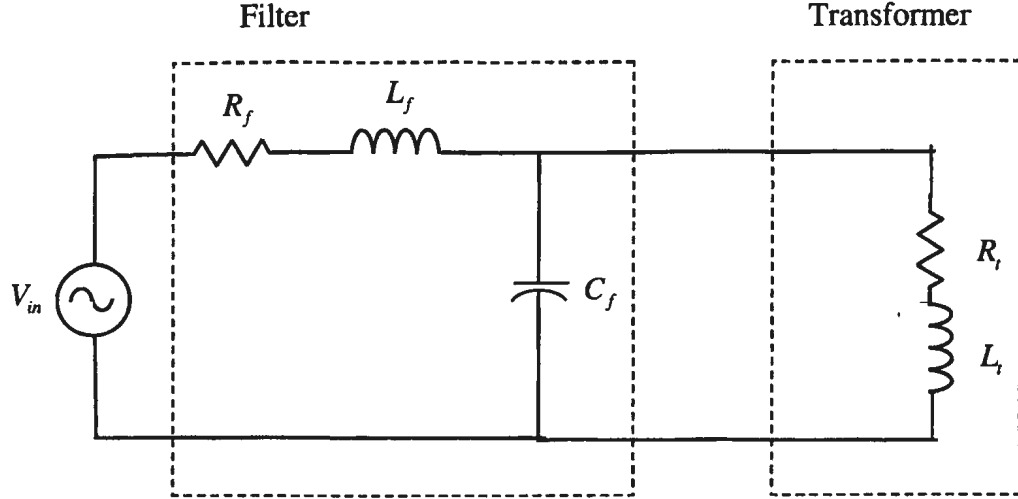 Filter
Transformer
R_f
L_f
V_in
C_f
R_t
L_t